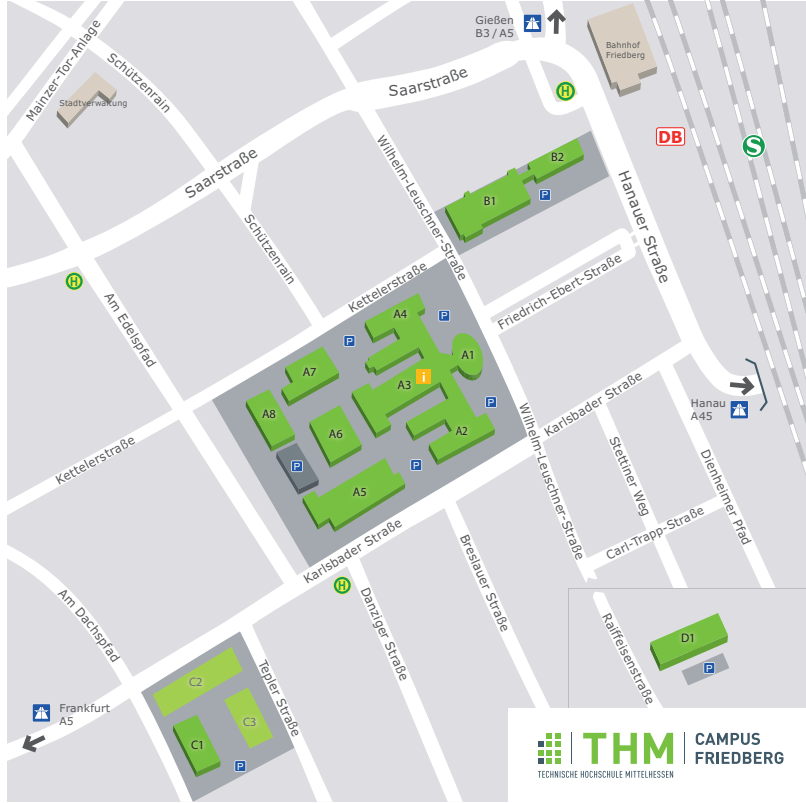 Gießen
B3 / A5
Bahnhof
Friedberg
Mainzer-Tor-Anlage
Schützenrain
Stadtverwaltung
Saarstraße
H
DB
S
Saarstraße
Wilhelm-Leuschner-Straße
B2
B1
P
Hanauer Straße
Schützenrain
H
Am Edelspfad
Kettelerstraße
Friedrich-Ebert-Straße
A4
P
P
A1
A7
A3
i
A8
A6
A2
P
Hanau
A45
Karlsbader Straße
Wilhelm-Leuschner-Straße
Kettelerstraße
P
P
A5
Stettiner Weg
Dienheimer Pfad
Carl-Trapp-Straße
Karlsbader Straße
H
Breslauer Straße
Danziger Straße
Am Dachspfad
Raiffeisenstraße
D1
P
Tepler Straße
C2
C3
C1
P
Frankfurt
A5
THM
CAMPUS
FRIEDBERG
TECHNISCHE HOCHSCHULE MITTELHESSEN